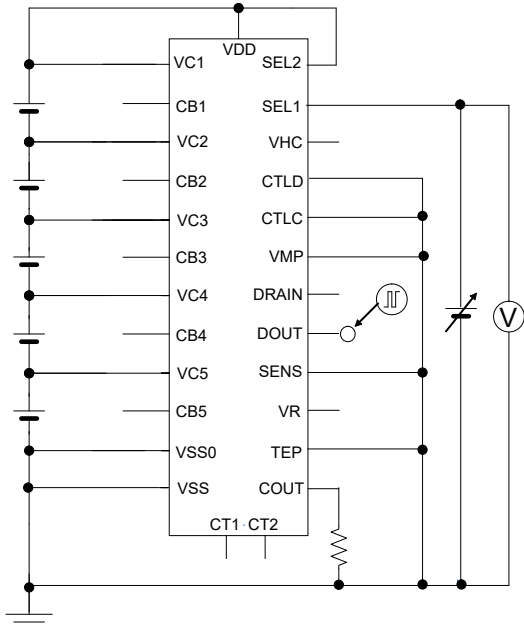 VDD
VC1 SEL2
CB1 SEL1
VC2 VHC
CB2 CTLD
VC3 CTLC
CB3 VMP
VC4 DRAIN
CB4 DOUT
VC5 SENS
CB5 VR
VSS0 TEP
VSS COUT
CT1 CT2
V